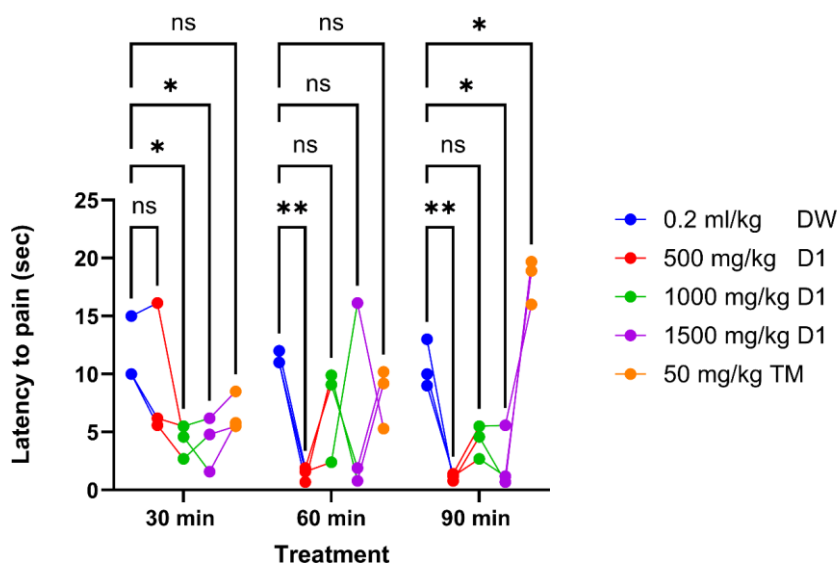 ns ns *
* ns *
* ns ns
ns ** **
25
20
15
10
5
0
Latency to pain (sec)
30 min 60 min 90 min
Treatment
0.2 ml/kg DW
500 mg/kg D1
1000 mg/kg D1
1500 mg/kg D1
50 mg/kg TM